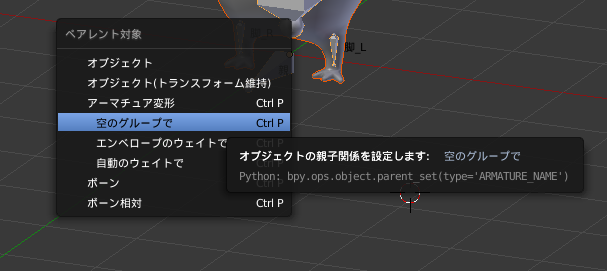 ペアレント対象
脚_L
オブジェクト
オブジェクト(トランスフォーム維持)
アーマチュア変形 Ctrl P
空のグループで Ctrl P
エンベロープのウェイトで
自動のウェイトで
ボーン
ボーン相対 Ctrl P
オブジェクトの親子関係を設定します: 空のグループで
Python: bpy.ops.object.parent_set(type='ARMATURE_NAME')